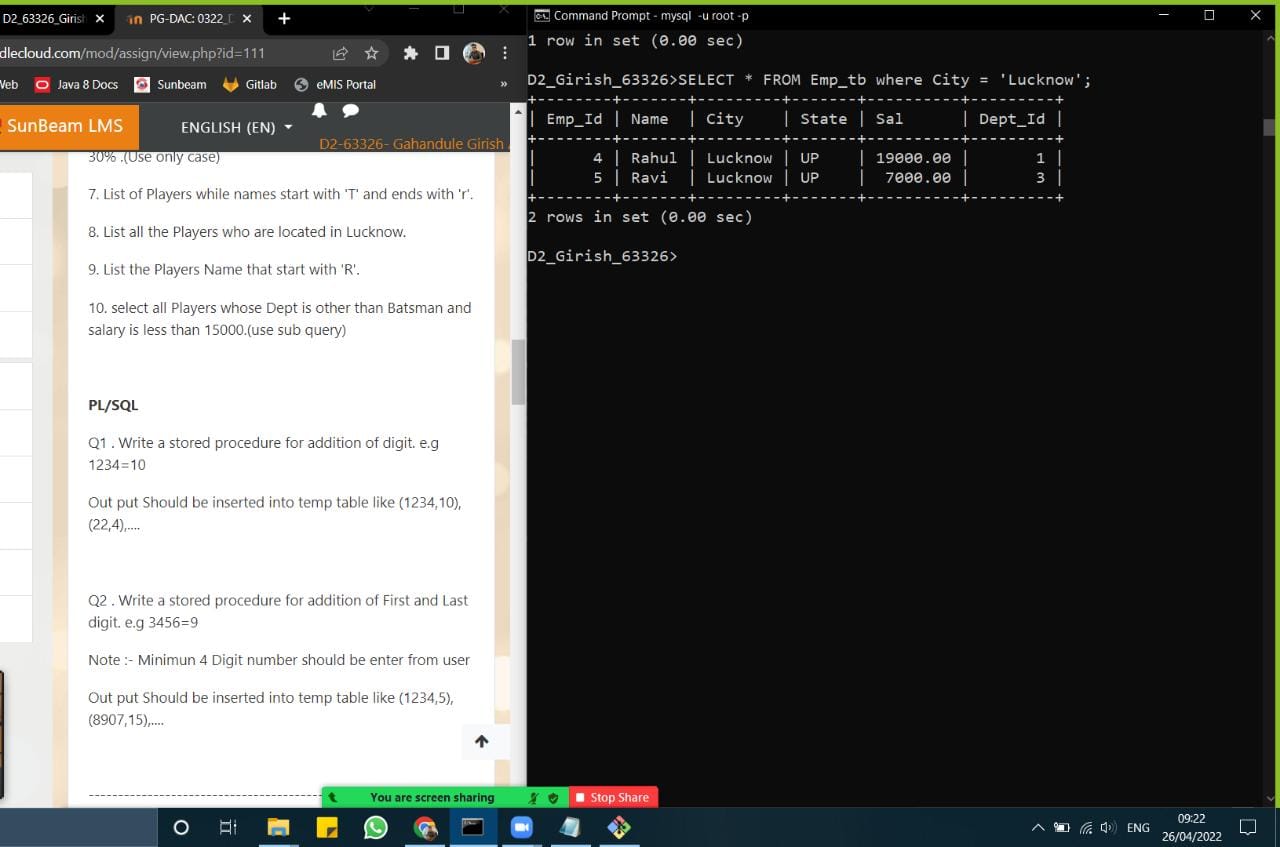 D2_63326_Girish
PG-DAC: 0322_D
dlecloud.com/mod/assign/view.php?id=111
Web
Java 8 Docs
Sunbeam
Gitlab
eMIS Portal
»
SunBeam LMS
ENGLISH (EN)
D2-63326- Gahandule Girish
30% .(Use only case)
7. List of Players while names start with 'T' and ends with 'r'.
8. List all the Players who are located in Lucknow.
9. List the Players Name that start with 'R'.
10. select all Players whose Dept is other than Batsman and
salary is less than 15000.(use sub query)
PL/SQL
Q1 . Write a stored procedure for addition of digit. e.g
1234=10
Out put Should be inserted into temp table like (1234,10),
(22,4),....
Q2 . Write a stored procedure for addition of First and Last
digit. e.g 3456=9
Note :- Minimun 4 Digit number should be enter from user
Out put Should be inserted into temp table like (1234,5),
(8907,15),....
Command Prompt - mysql -u root -p
1 row in set (0.00 sec)
D2_Girish_63326>SELECT * FROM Emp_tb where City = 'Lucknow';
+--------+-------+---------+-------+----------+---------+
| Emp_Id | Name | City | State | Sal | Dept_Id |
+--------+-------+---------+-------+----------+---------+
| 4 | Rahul | Lucknow | UP | 19000.00 | 1 |
| 5 | Ravi | Lucknow | UP | 7000.00 | 3 |
+--------+-------+---------+-------+----------+---------+
2 rows in set (0.00 sec)
D2_Girish_63326>
You are screen sharing
Stop Share
ENG
09:22
26/04/2022